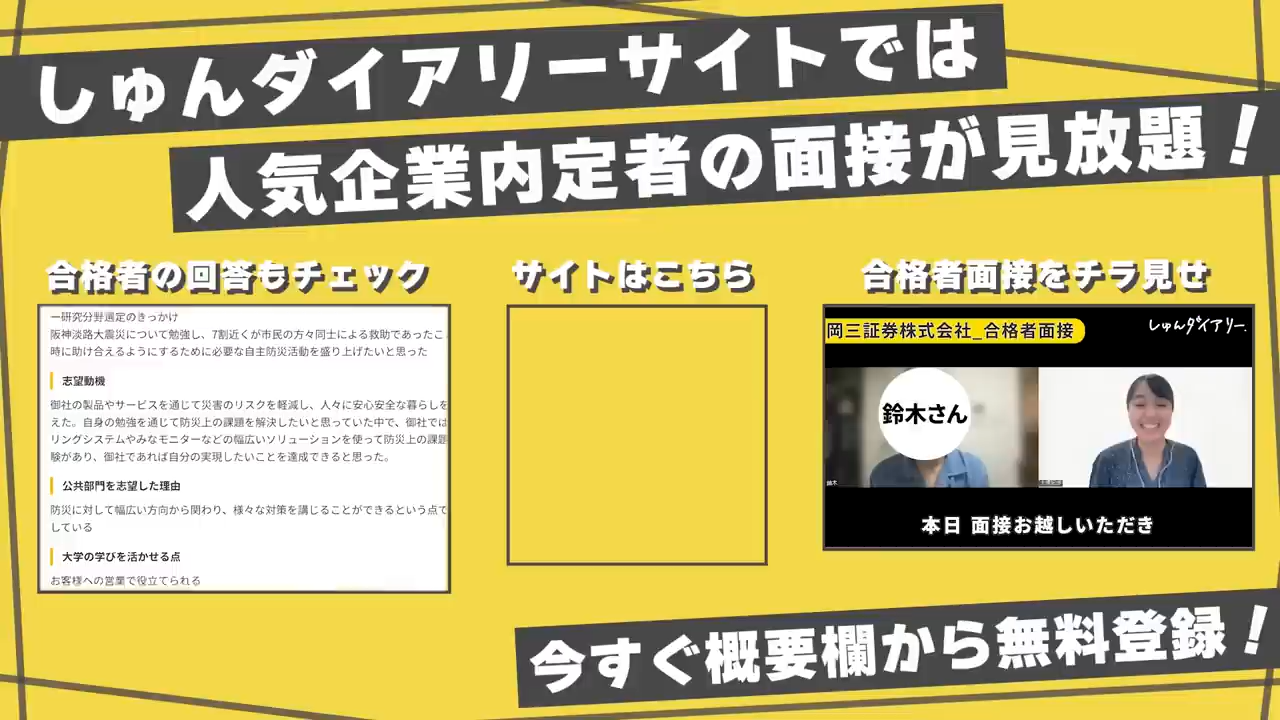 しゅんダイアリーサイトでは
人気企業内定者の面接が見放題!
合格者の回答もチェック
ー研究分野選定のきっかけ
阪神淡路大震災について勉強し、7割近くが市民の方々同士による救助であったこ
時に助け合えるようにするために必要な自主防災活動を盛り上げたいと思った
志望動機
御社の製品やサービスを通じて災害のリスクを軽減し、人々に安心安全な暮らしを
えた。自身の勉強を通じて防災上の課題を解決したいと思っていた中で、御社では
リングシステムやみなモニターなどの幅広いソリューションを使って防災上の課題
験があり、御社であれば自分の実現したいことを達成できると思った。
公共部門を志望した理由
防災に対して幅広い方向から関わり、様々な対策を講じることができるという点で
している
大学の学びを活かせる点
お客様への営業で役立てられる
サイトはこちら
合格者面接をチラ見せ
岡三証券株式会社_合格者面接
しゅんダイアリー.
鈴木さん
鈴木
本日 面接お越しいただき
今すぐ概要欄から無料登録!